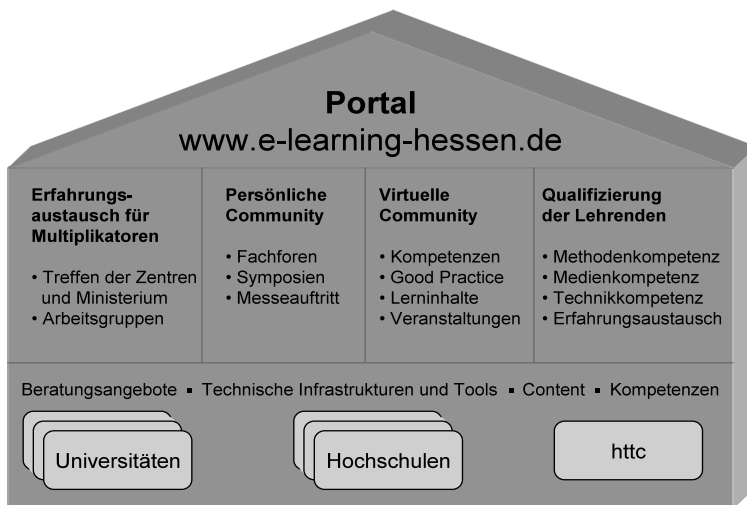 Portal
www.e-learning-hessen.de
Erfahrungs-
austausch für
Multiplikatoren
• Treffen der Zentren
und Ministerium
• Arbeitsgruppen
Persönliche
Community
• Fachforen
• Symposien
• Messeauftritt
Virtuelle
Community
• Kompetenzen
• Good Practice
• Lerninhalte
• Veranstaltungen
Qualifizierung
der Lehrenden
• Methodenkompetenz
• Medienkompetenz
• Technikkompetenz
• Erfahrungsaustausch
Beratungsangebote ▪ Technische Infrastrukturen und Tools ▪ Content ▪ Kompetenzen
Universitäten
Hochschulen
httc